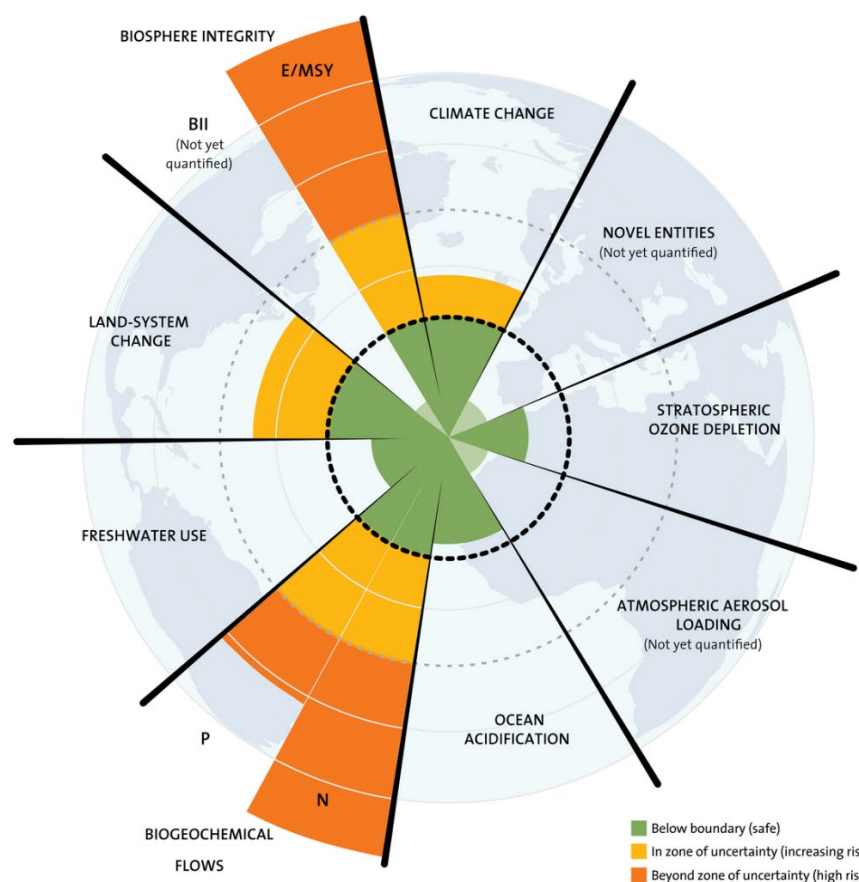 BIOSPHERE INTEGRITY
E/MSY
CLIMATE CHANGE
BII
(Not yet
quantified)
NOVEL ENTITIES
(Not yet quantified)
LAND-SYSTEM
CHANGE
STRATOSPHERIC
OZONE DEPLETION
FRESHWATER USE
ATMOSPHERIC AEROSOL
LOADING
(Not yet quantified)
OCEAN
ACIDIFICATION
P
N
BIOGEOCHEMICAL
FLOWS
Below boundary (safe)
In zone of uncertainty (increasing ris
Beyond zone of uncertainty (high ris